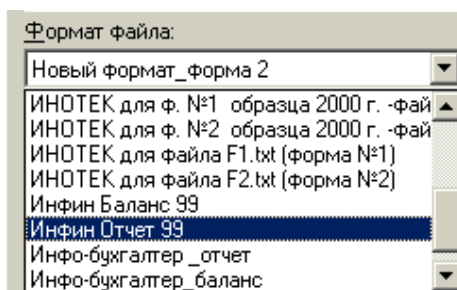 Формат файла:
Новый формат_форма 2
ИНОТЕК для ф. №1 образца 2000 г. -фай
ИНОТЕК для ф. №2 образца 2000 г. -фай
ИНОТЕК для файла F1.txt (форма №1)
ИНОТЕК для файла F2.txt (форма №2)
Инфин Баланс 99
Инфин Отчет 99
Инфо-бухгалтер _отчет
Инфо-бухгалтер_баланс